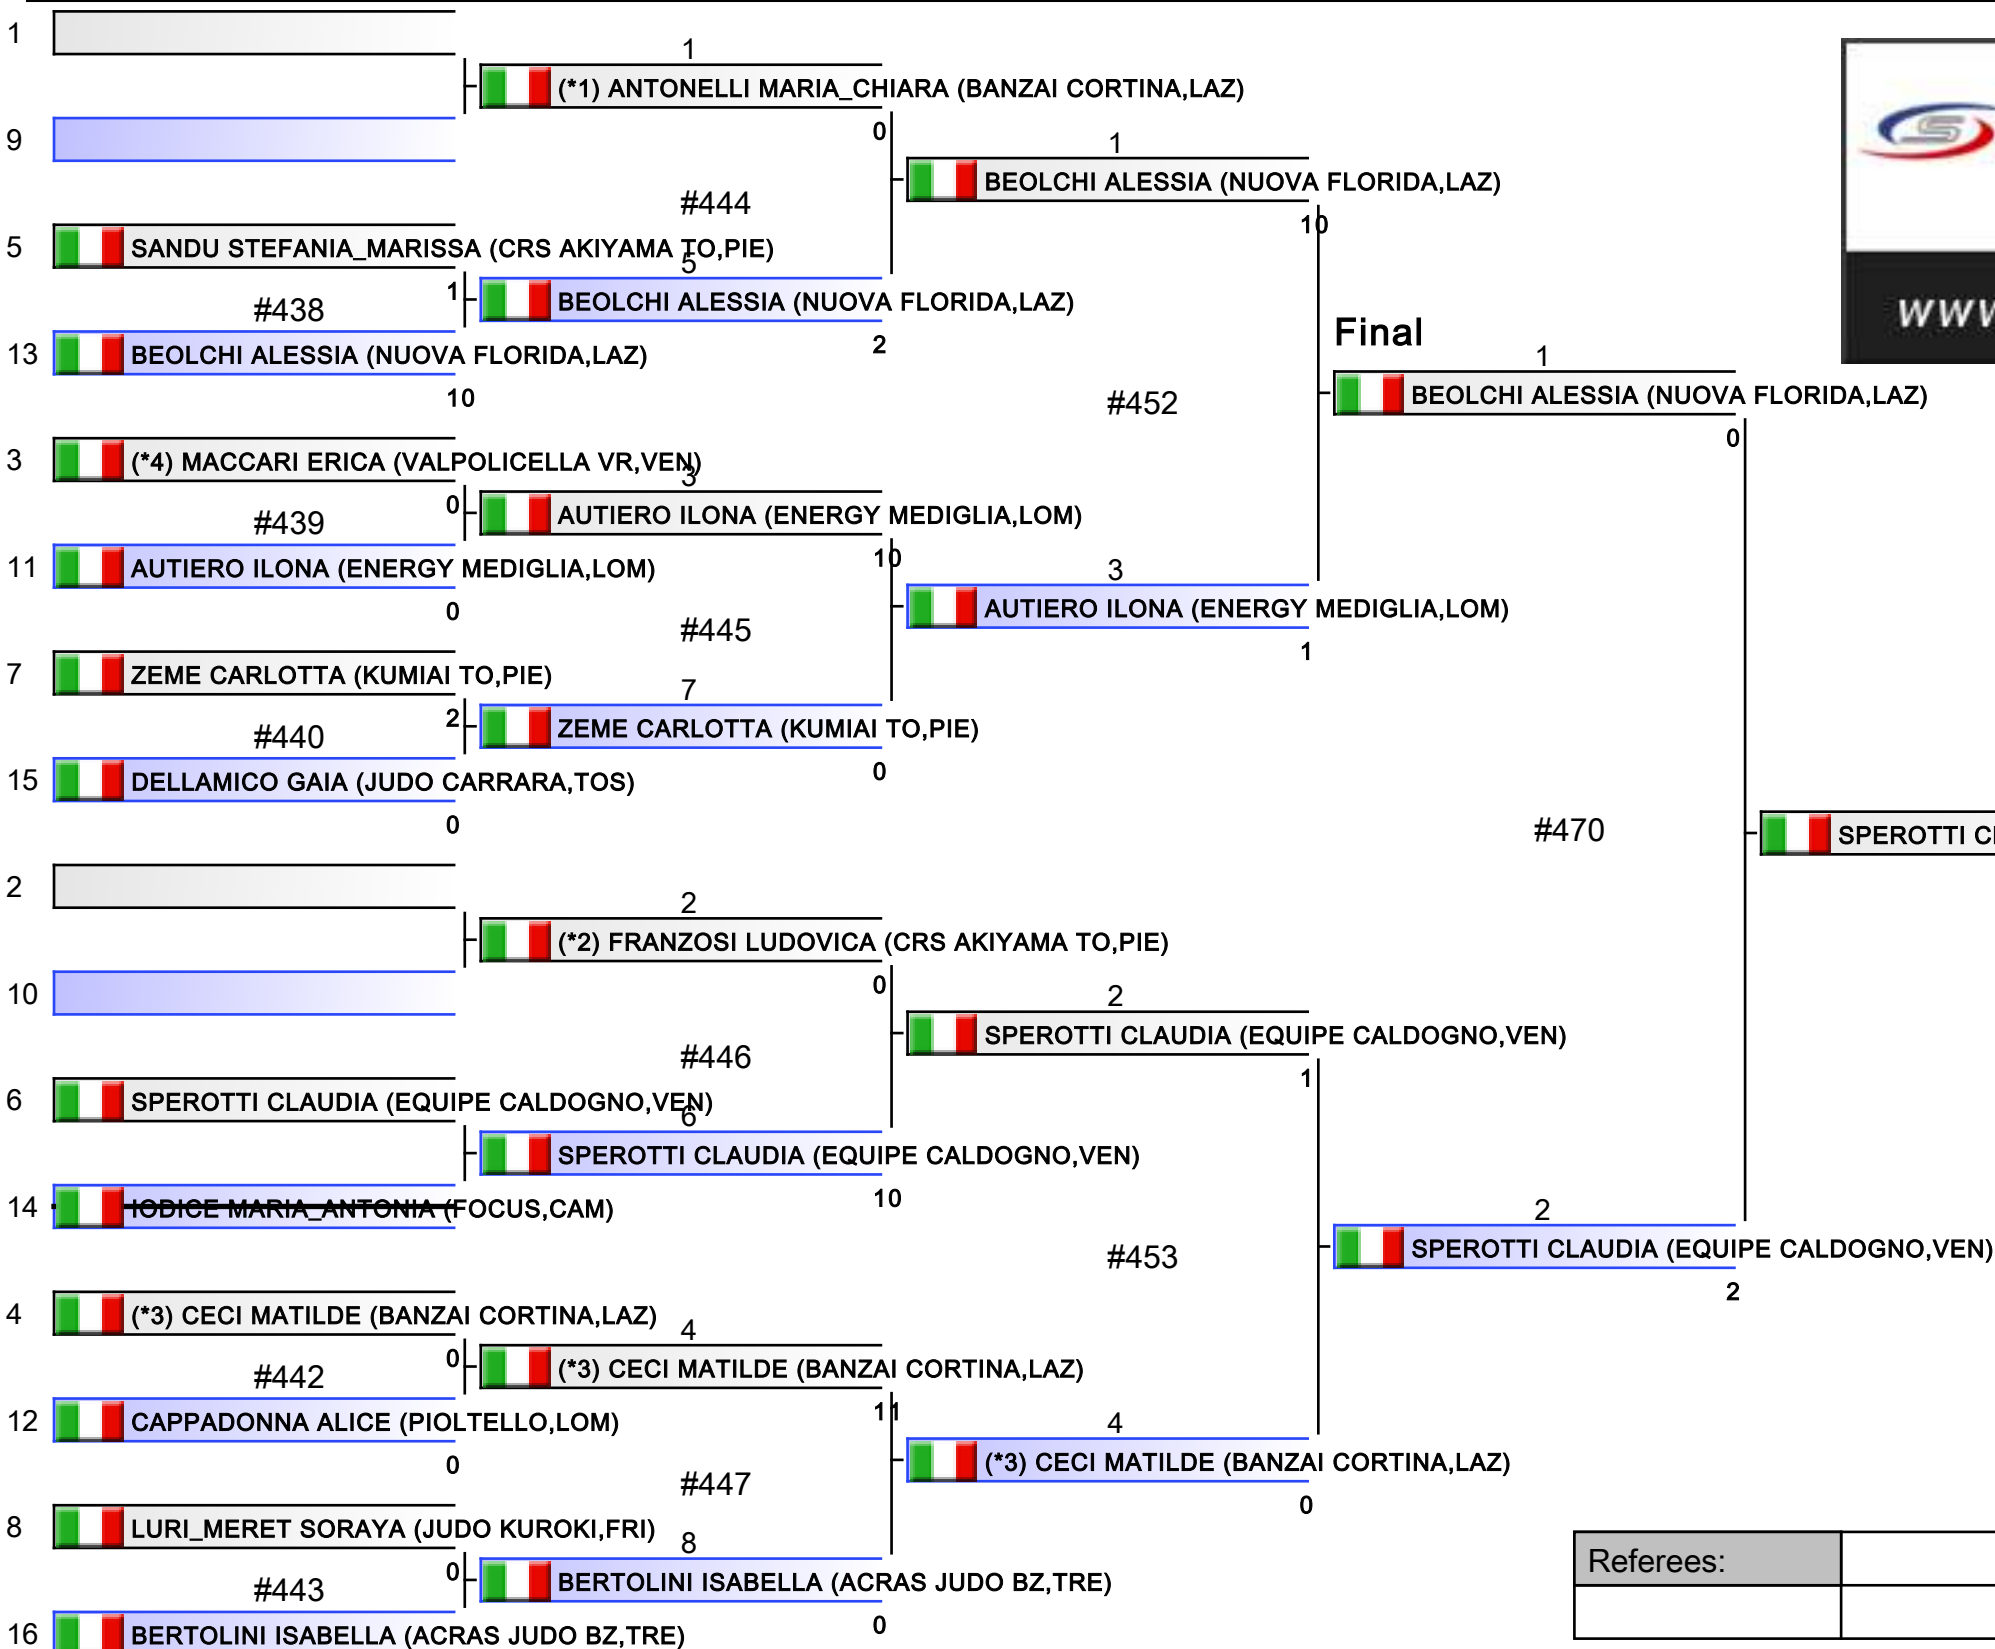 1
1
(*1) ANTONELLI MARIA_CHIARA (BANZAI CORTINA,LAZ)
0
9
1
BEOLCHI ALESSIA (NUOVA FLORIDA,LAZ)
10
#444
5
SANDU STEFANIA_MARISSA (CRS AKIYAMA TO,PIE)
5
1
BEOLCHI ALESSIA (NUOVA FLORIDA,LAZ)
2
#438
13
BEOLCHI ALESSIA (NUOVA FLORIDA,LAZ)
10
WWW
Final
1
BEOLCHI ALESSIA (NUOVA FLORIDA,LAZ)
0
#452
3
(*4) MACCARI ERICA (VALPOLICELLA VR,VEN)
3
0
AUTIERO ILONA (ENERGY MEDIGLIA,LOM)
10
#439
11
AUTIERO ILONA (ENERGY MEDIGLIA,LOM)
0
3
AUTIERO ILONA (ENERGY MEDIGLIA,LOM)
1
#445
7
ZEME CARLOTTA (KUMIAI TO,PIE)
7
2
ZEME CARLOTTA (KUMIAI TO,PIE)
0
#440
15
DELLAMICO GAIA (JUDO CARRARA,TOS)
0
#470
SPEROTTI
2
2
(*2) FRANZOSI LUDOVICA (CRS AKIYAMA TO,PIE)
0
10
2
SPEROTTI CLAUDIA (EQUIPE CALDOGNO,VEN)
1
#446
6
SPEROTTI CLAUDIA (EQUIPE CALDOGNO,VEN)
6
SPEROTTI CLAUDIA (EQUIPE CALDOGNO,VEN)
10
14
IODICE MARIA_ANTONIA (FOCUS,CAM)
#453
2
SPEROTTI CLAUDIA (EQUIPE CALDOGNO,VEN)
2
4
(*3) CECI MATILDE (BANZAI CORTINA,LAZ)
4
0
(*3) CECI MATILDE (BANZAI CORTINA,LAZ)
11
#442
12
CAPPADONNA ALICE (PIOLTELLO,LOM)
0
4
(*3) CECI MATILDE (BANZAI CORTINA,LAZ)
0
#447
8
LURI_MERET SORAYA (JUDO KUROKI,FRI)
8
0
BERTOLINI ISABELLA (ACRAS JUDO BZ,TRE)
0
#443
16
BERTOLINI ISABELLA (ACRAS JUDO BZ,TRE)
Referees: